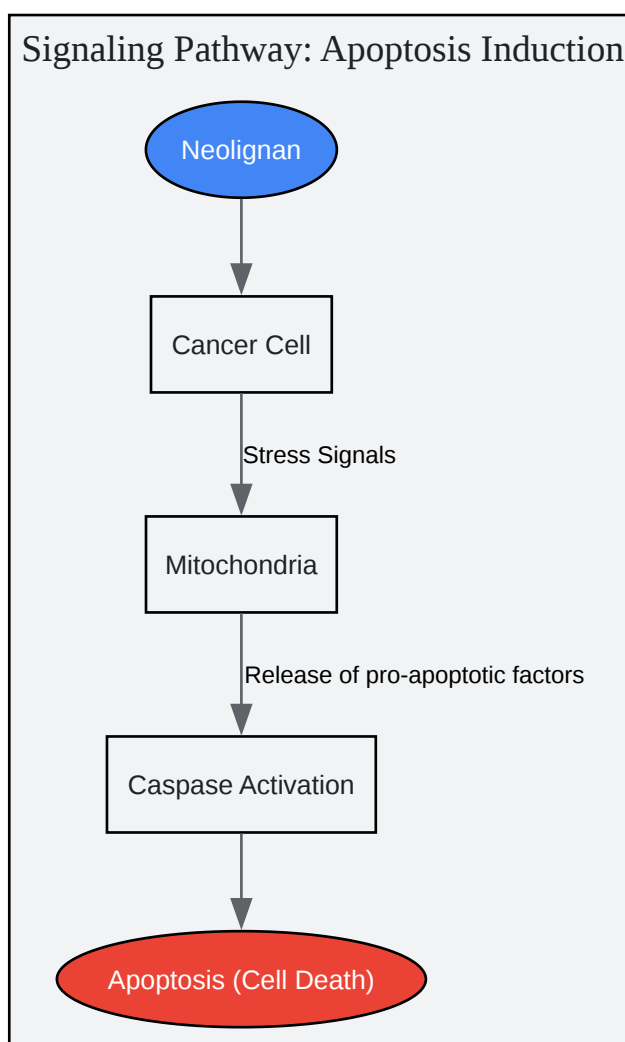 Signaling Pathway: Apoptosis Induction
Neolignan
Cancer Cell
Stress Signals
Mitochondria
Release of pro-apoptotic factors
Caspase Activation
Apoptosis (Cell Death)